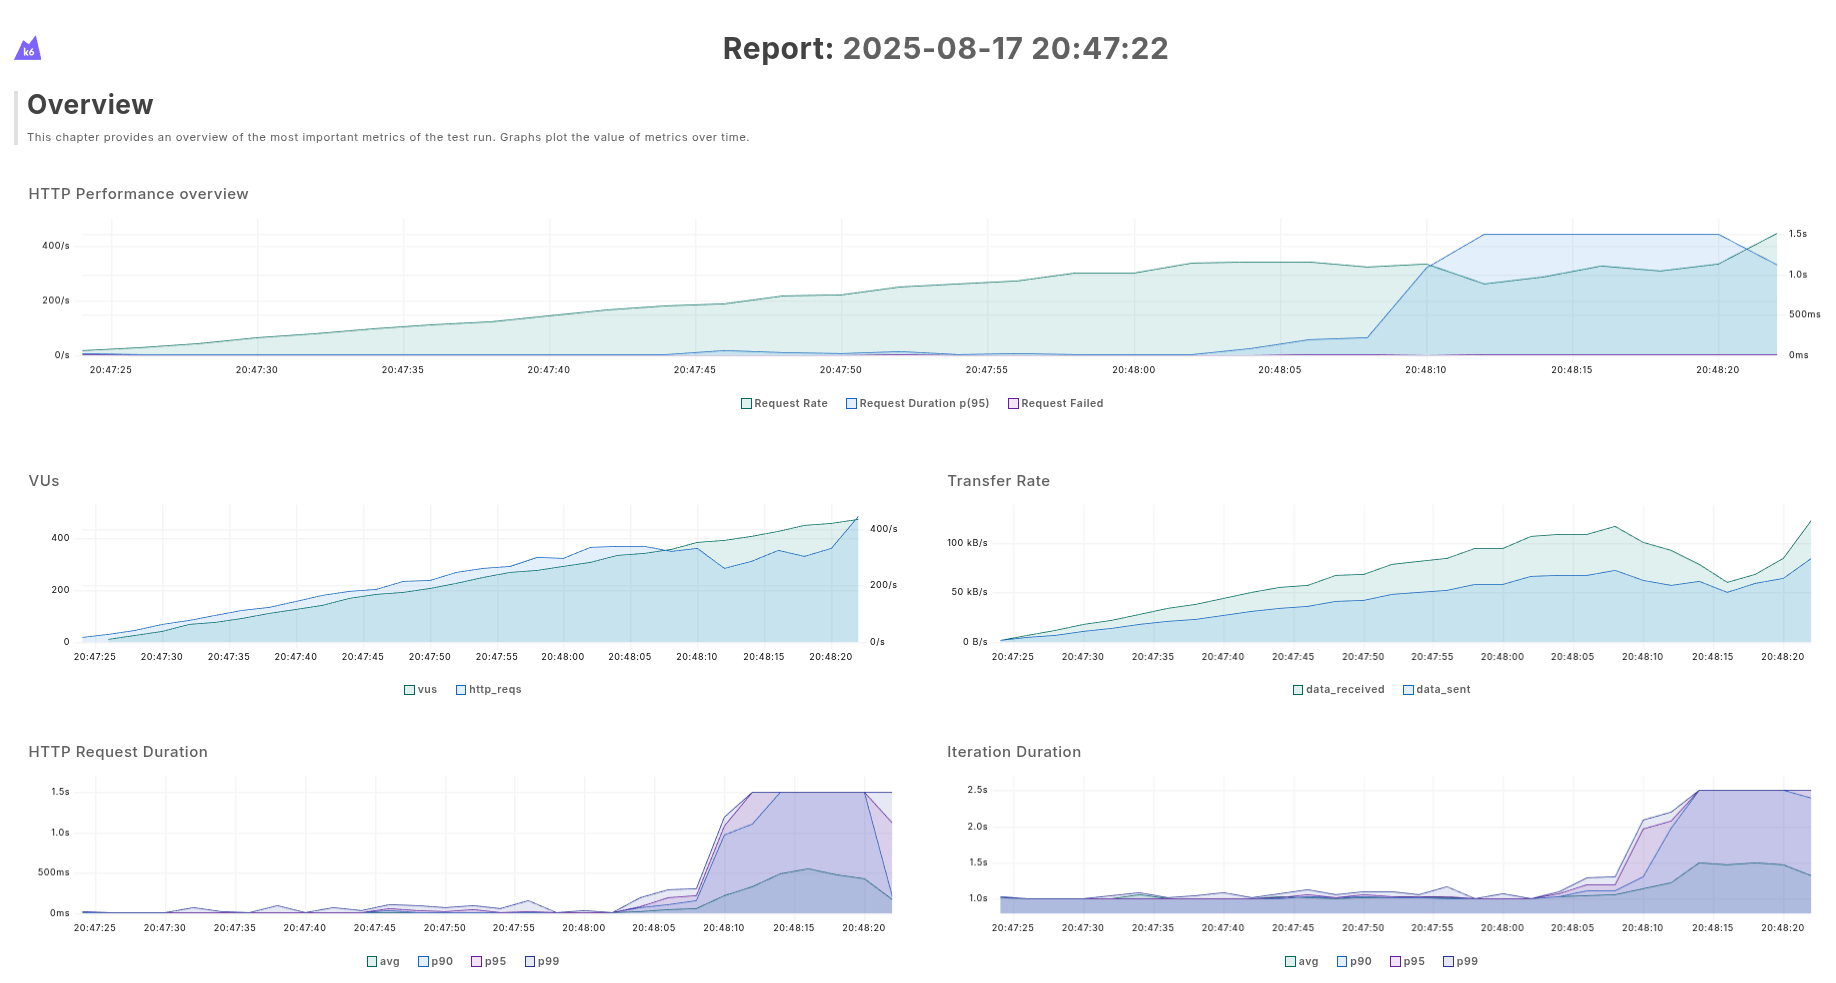 k6
Report: 2025-08-17 20:47:22
Overview
This chapter provides an overview of the most important metrics of the test run. Graphs plot the value of metrics over time.
HTTP Performance overview
400/s
200/s
0/s
1.5s
1.0s
500ms
0ms
20:47:25 20:47:30 20:47:35 20:47:40 20:47:45 20:47:50 20:47:55 20:48:00 20:48:05 20:48:10 20:48:15 20:48:20
Request Rate Request Duration p(95) Request Failed
VUs
400
200
0
400/s
200/s
0/s
20:47:25 20:47:30 20:47:35 20:47:40 20:47:45 20:47:50 20:47:55 20:48:00 20:48:05 20:48:10 20:48:15 20:48:20
vus http_reqs
Transfer Rate
100 kB/s
50 kB/s
0 B/s
20:47:25 20:47:30 20:47:35 20:47:40 20:47:45 20:47:50 20:47:55 20:48:00 20:48:05 20:48:10 20:48:15 20:48:20
data_received data_sent
HTTP Request Duration
1.5s
1.0s
500ms
0ms
20:47:25 20:47:30 20:47:35 20:47:40 20:47:45 20:47:50 20:47:55 20:48:00 20:48:05 20:48:10 20:48:15 20:48:20
avg p90 p95 p99
Iteration Duration
2.5s
2.0s
1.5s
1.0s
20:47:25 20:47:30 20:47:35 20:47:40 20:47:45 20:47:50 20:47:55 20:48:00 20:48:05 20:48:10 20:48:15 20:48:20
avg p90 p95 p99